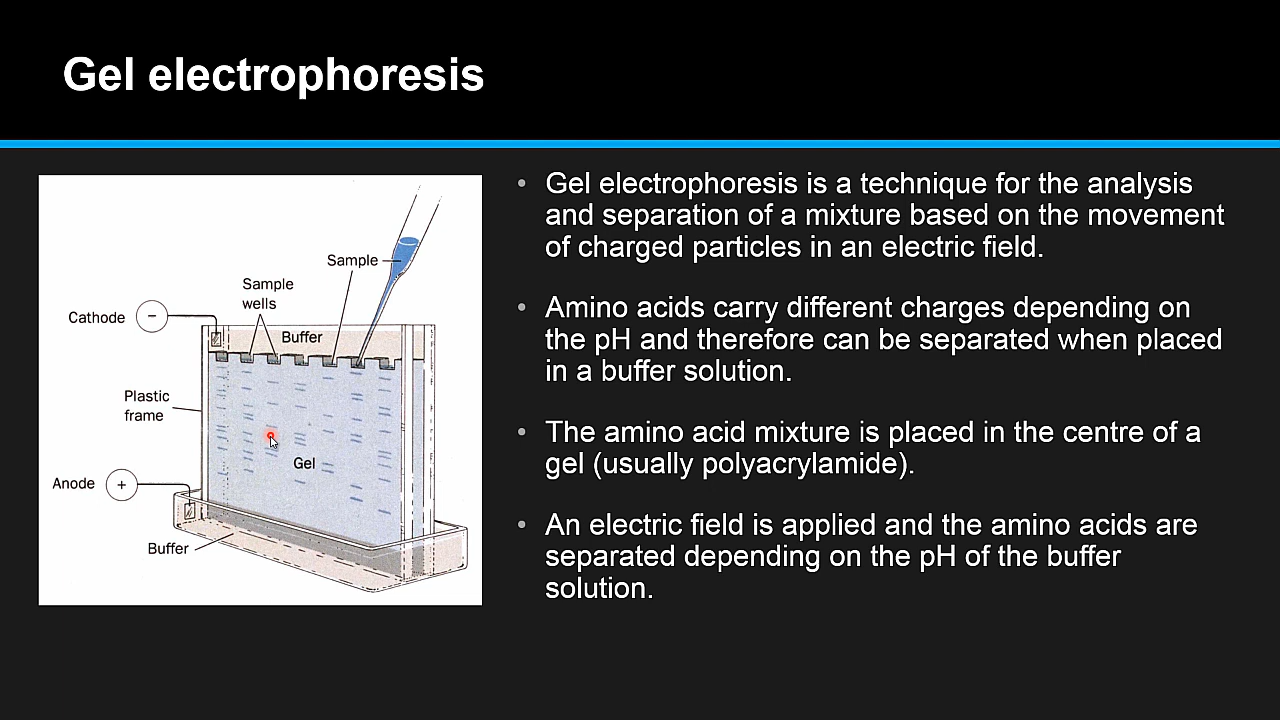 Gel electrophoresis
Sample
Sample
wells
Cathode
−
Buffer
Plastic
frame
Gel
Anode
+
Buffer
• Gel electrophoresis is a technique for the analysis
and separation of a mixture based on the movement
of charged particles in an electric field.
• Amino acids carry different charges depending on
the pH and therefore can be separated when placed
in a buffer solution.
• The amino acid mixture is placed in the centre of a
gel (usually polyacrylamide).
• An electric field is applied and the amino acids are
separated depending on the pH of the buffer
solution.